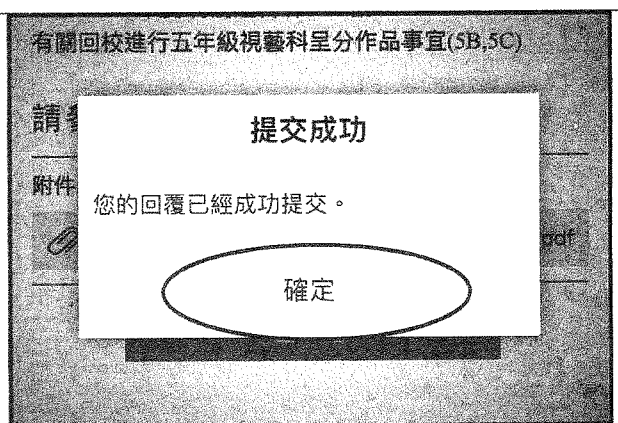 有關回校進行五年級視藝科呈分作品事宜(5B,5C)
請
提交成功
附件
您的回覆已經成功提交。
pdf
確定